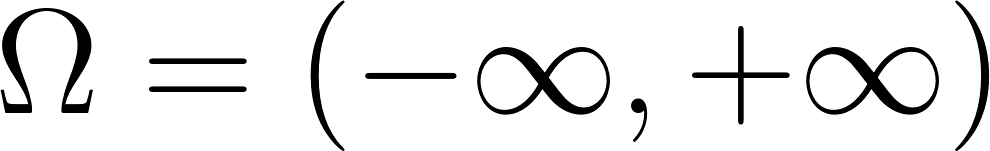 Ω = (−∞, +∞)